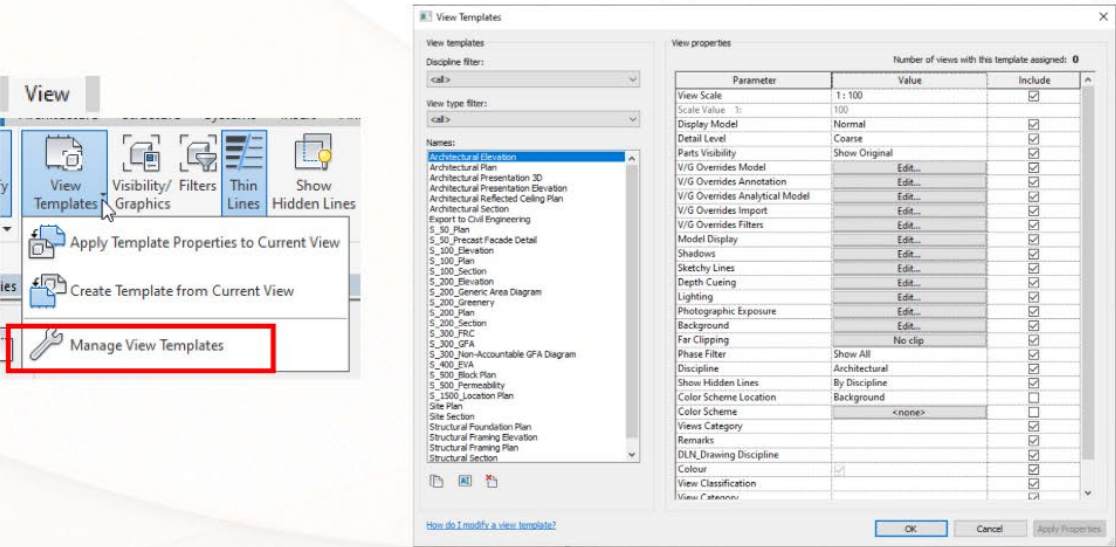 View
View
Templates
Visibility/
Graphics
Filters
Thin
Lines
Show
Hidden Lines
Apply Template Properties to Current View
ies
Create Template from Current View
Manage View Templates
View Templates
View templates
Discipline filter:
<all>
View type filter:
<all>
Names:
Architectural Elevation
Architectural Plan
Architectural Presentation 3D
Architectural Presentation Elevation
Architectural Reflected Ceiling Plan
Architectural Section
Export to Civil Engineering
S_50_Plan
S_50_Precast Facade Detail
S_100_Elevation
S_100_Plan
S_100_Section
S_200_Elevation
S_200_Generic Area Diagram
S_200_Greenery
S_200_Plan
S_200_Section
S_300_FRC
S_300_GFA
S_300_Non-Accountable GFA Diagram
S_400_EVA
S_500_Block Plan
S_500_Permeability
S_1500_Location Plan
Site Plan
Site Section
Structural Foundation Plan
Structural Framing Elevation
Structural Framing Plan
Structural Section
How do I modify a view template?
View properties
Number of views with this template assigned: 0
Parameter Value Include
View Scale 1 : 100
Scale Value 1: 100
Display Model Normal
Detail Level Coarse
Parts Visibility Show Original
V/G Overrides Model Edit...
V/G Overrides Annotation Edit...
V/G Overrides Analytical Model Edit...
V/G Overrides Import Edit...
V/G Overrides Filters Edit...
Model Display Edit...
Shadows Edit...
Sketchy Lines Edit...
Depth Cueing Edit...
Lighting Edit...
Photographic Exposure Edit...
Background Edit...
Far Clipping No clip
Phase Filter Show All
Discipline Architectural
Show Hidden Lines By Discipline
Color Scheme Location Background
Color Scheme <none>
Views Category
Remarks
DLN_Drawing Discipline
Colour
View Classification
View Category
OK Cancel Apply Properties